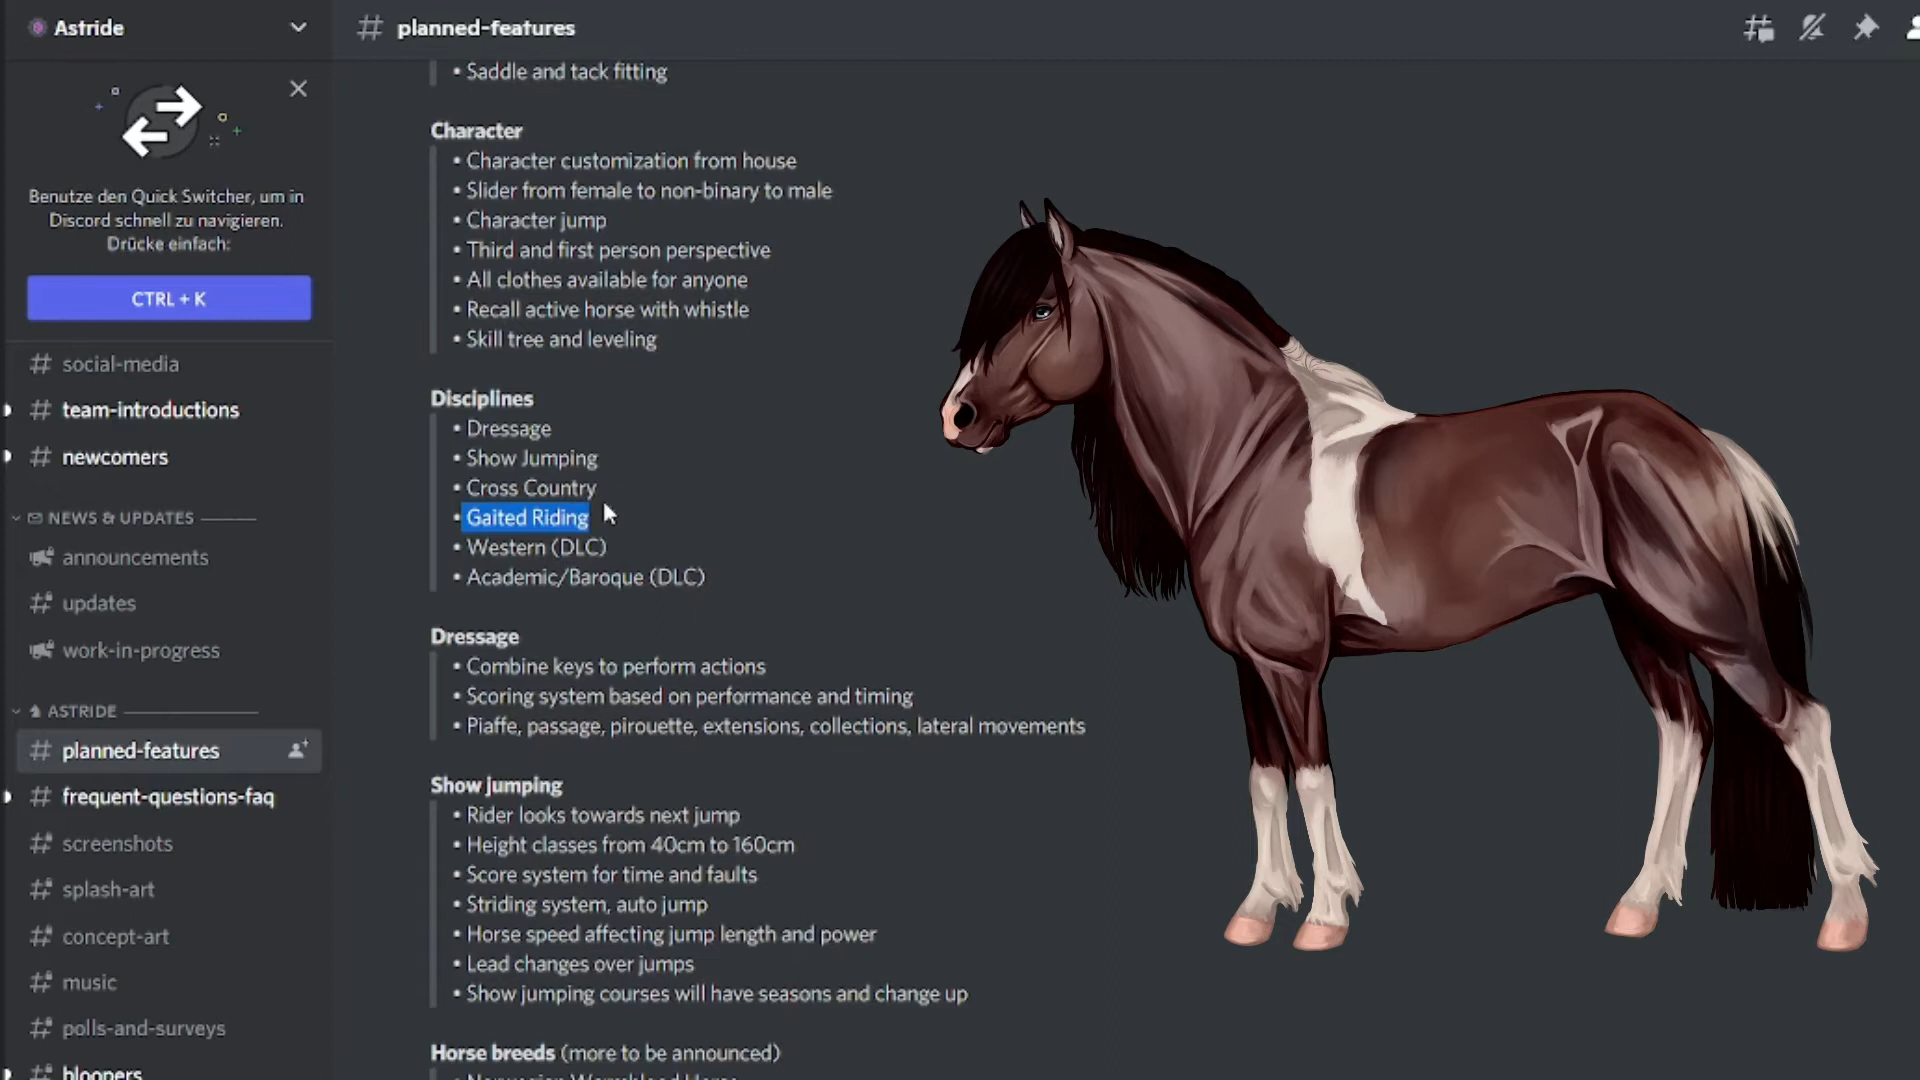 Astride
Benutze den Quick Switcher, um in
Discord schnell zu navigieren.
Drücke einfach:
CTRL + K
social-media
team-introductions
newcomers
NEWS & UPDATES
announcements
updates
work-in-progress
ASTRIDE
planned-features
frequent-questions-faq
screenshots
splash-art
concept-art
music
polls-and-surveys
bloopers
# planned-features
• Saddle and tack fitting
Character
• Character customization from house
• Slider from female to non-binary to male
• Character jump
• Third and first person perspective
• All clothes available for anyone
• Recall active horse with whistle
• Skill tree and leveling
Disciplines
• Dressage
• Show Jumping
• Cross Country
• Gaited Riding
• Western (DLC)
• Academic/Baroque (DLC)
Dressage
• Combine keys to perform actions
• Scoring system based on performance and timing
• Piaffe, passage, pirouette, extensions, collections, lateral movements
Show jumping
• Rider looks towards next jump
• Height classes from 40cm to 160cm
• Score system for time and faults
• Striding system, auto jump
• Horse speed affecting jump length and power
• Lead changes over jumps
• Show jumping courses will have seasons and change up
Horse breeds (more to be announced)